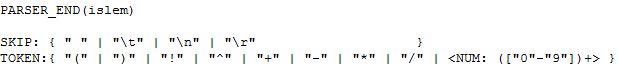 PARSER_END(islem)
SKIP: { " " | "\t" | "\n" | "\r" }
TOKEN:{ "(" | ")" | "!" | "^" | "+" | "-" | "*" | "/" | <NUM: (["0"-"9"])+> }